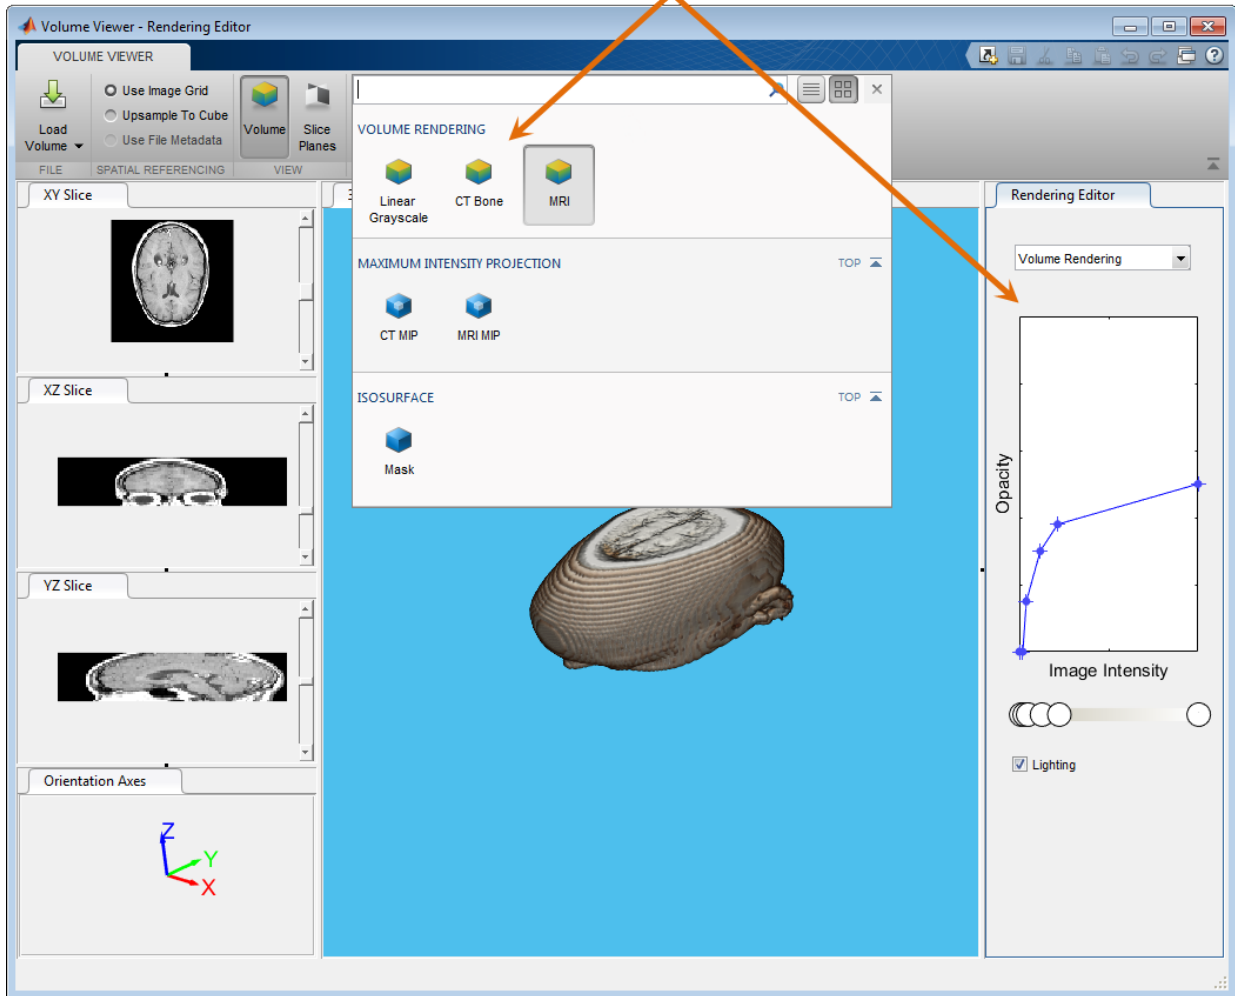 Volume Viewer - Rendering Editor
VOLUME VIEWER
Load
Volume
Use Image Grid
Upsample To Cube
Use File Metadata
Volume
Slice
Planes
FILE
SPATIAL REFERENCING
VIEW
VOLUME RENDERING
Linear
Grayscale
CT Bone
MRI
MAXIMUM INTENSITY PROJECTION
TOP
CT MIP
MRI MIP
ISOSURFACE
TOP
Mask
XY Slice
XZ Slice
YZ Slice
Orientation Axes
Z
Y
X
Rendering Editor
Volume Rendering
Opacity
Image Intensity
Lighting